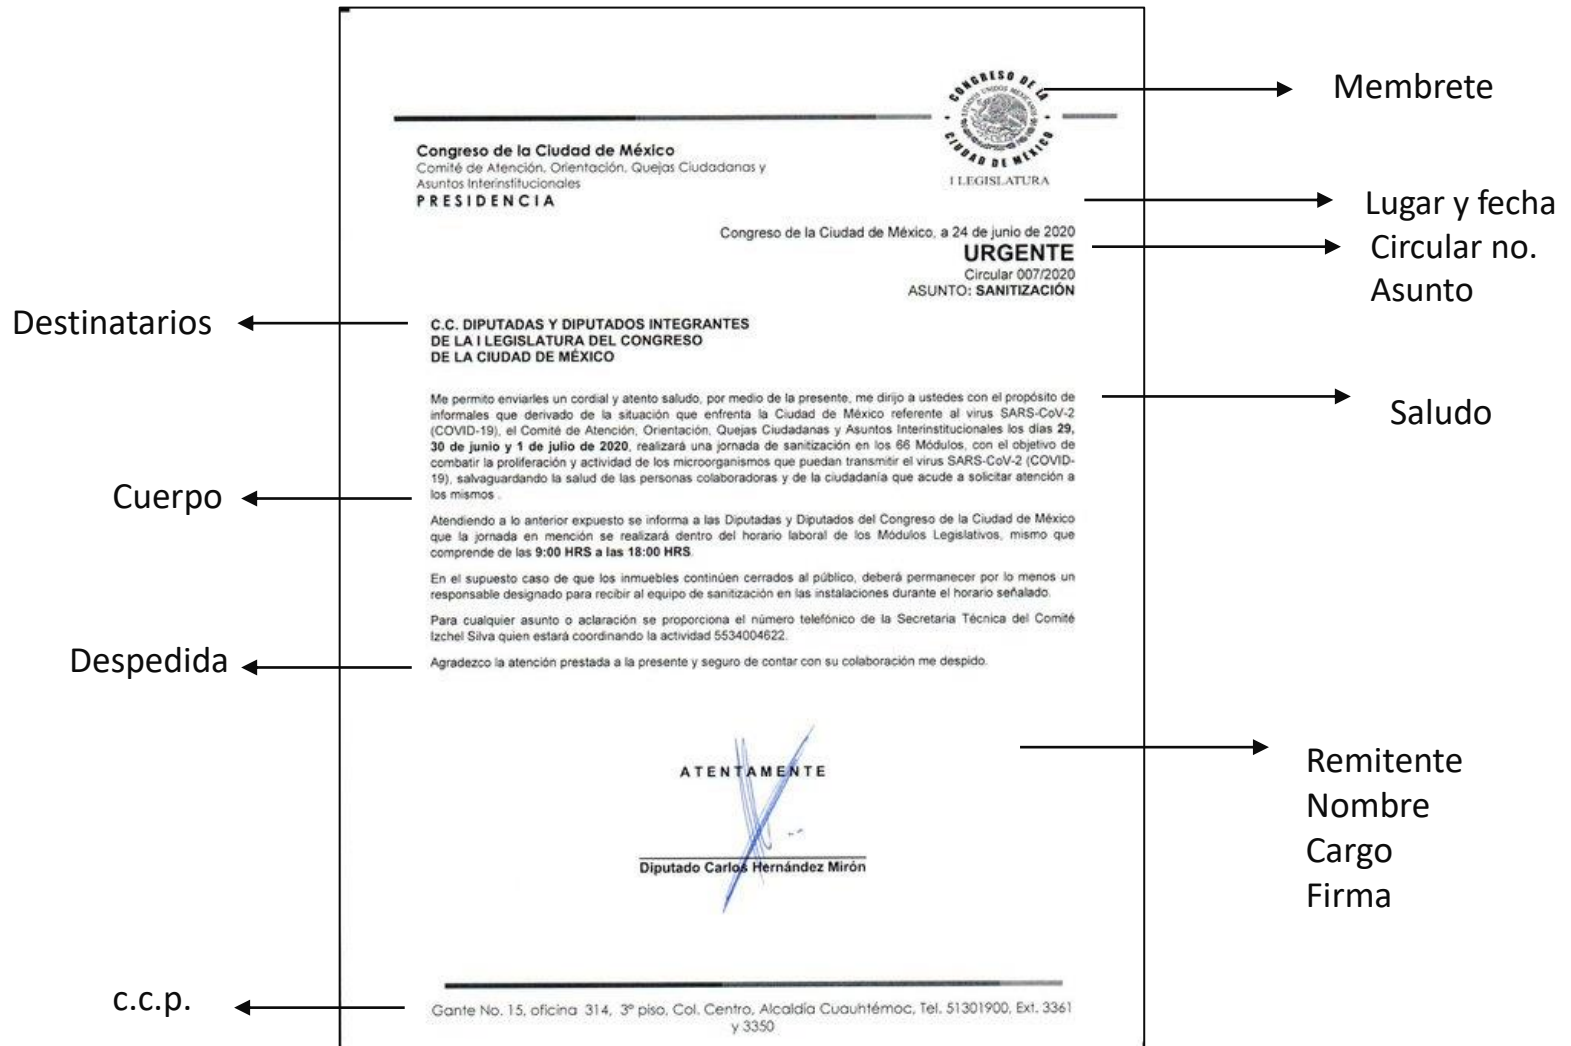 CONGRESO DE LA
CIUDAD DE MÉXICO
ESTADOS UNIDOS MEXICANOS
I LEGISLATURA
Membrete
Congreso de la Ciudad de México
Comité de Atención, Orientación, Quejas Ciudadanas y
Asuntos Interinstitucionales
PRESIDENCIA
Lugar y fecha
Circular no.
Asunto
Congreso de la Ciudad de México, a 24 de junio de 2020
URGENTE
Circular 007/2020
ASUNTO: SANITIZACIÓN
Destinatarios
C.C. DIPUTADAS Y DIPUTADOS INTEGRANTES
DE LA I LEGISLATURA DEL CONGRESO
DE LA CIUDAD DE MÉXICO
Saludo
Me permito enviarles un cordial y atento saludo, por medio de la presente, me dirijo a ustedes con el propósito de
informales que derivado de la situación que enfrenta la Ciudad de México referente al virus SARS-CoV-2
(COVID-19), el Comité de Atención, Orientación, Quejas Ciudadanas y Asuntos Interinstitucionales los días 29,
30 de junio y 1 de julio de 2020, realizará una jornada de sanitización en los 66 Módulos, con el objetivo de
combatir la proliferación y actividad de los microorganismos que puedan transmitir el virus SARS-CoV-2 (COVID-
19), salvaguardando la salud de las personas colaboradoras y de la ciudadanía que acude a solicitar atención a
los mismos .
Cuerpo
Atendiendo a lo anterior expuesto se informa a las Diputadas y Diputados del Congreso de la Ciudad de México
que la jornada en mención se realizará dentro del horario laboral de los Módulos Legislativos, mismo que
comprende de las 9:00 HRS a las 18:00 HRS.
En el supuesto caso de que los inmuebles continúen cerrados al público, deberá permanecer por lo menos un
responsable designado para recibir al equipo de sanitización en las instalaciones durante el horario señalado.
Para cualquier asunto o aclaración se proporciona el número telefónico de la Secretaria Técnica del Comité
Izchel Silva quien estará coordinando la actividad 5534004622.
Despedida
Agradezco la atención prestada a la presente y seguro de contar con su colaboración me despido.
ATENTAMENTE
Diputado Carlos Hernández Mirón
Remitente
Nombre
Cargo
Firma
c.c.p.
Gante No. 15, oficina 314, 3º piso, Col. Centro, Alcaldía Cuauhtémoc, Tel. 51301900, Ext. 3361
y 3350